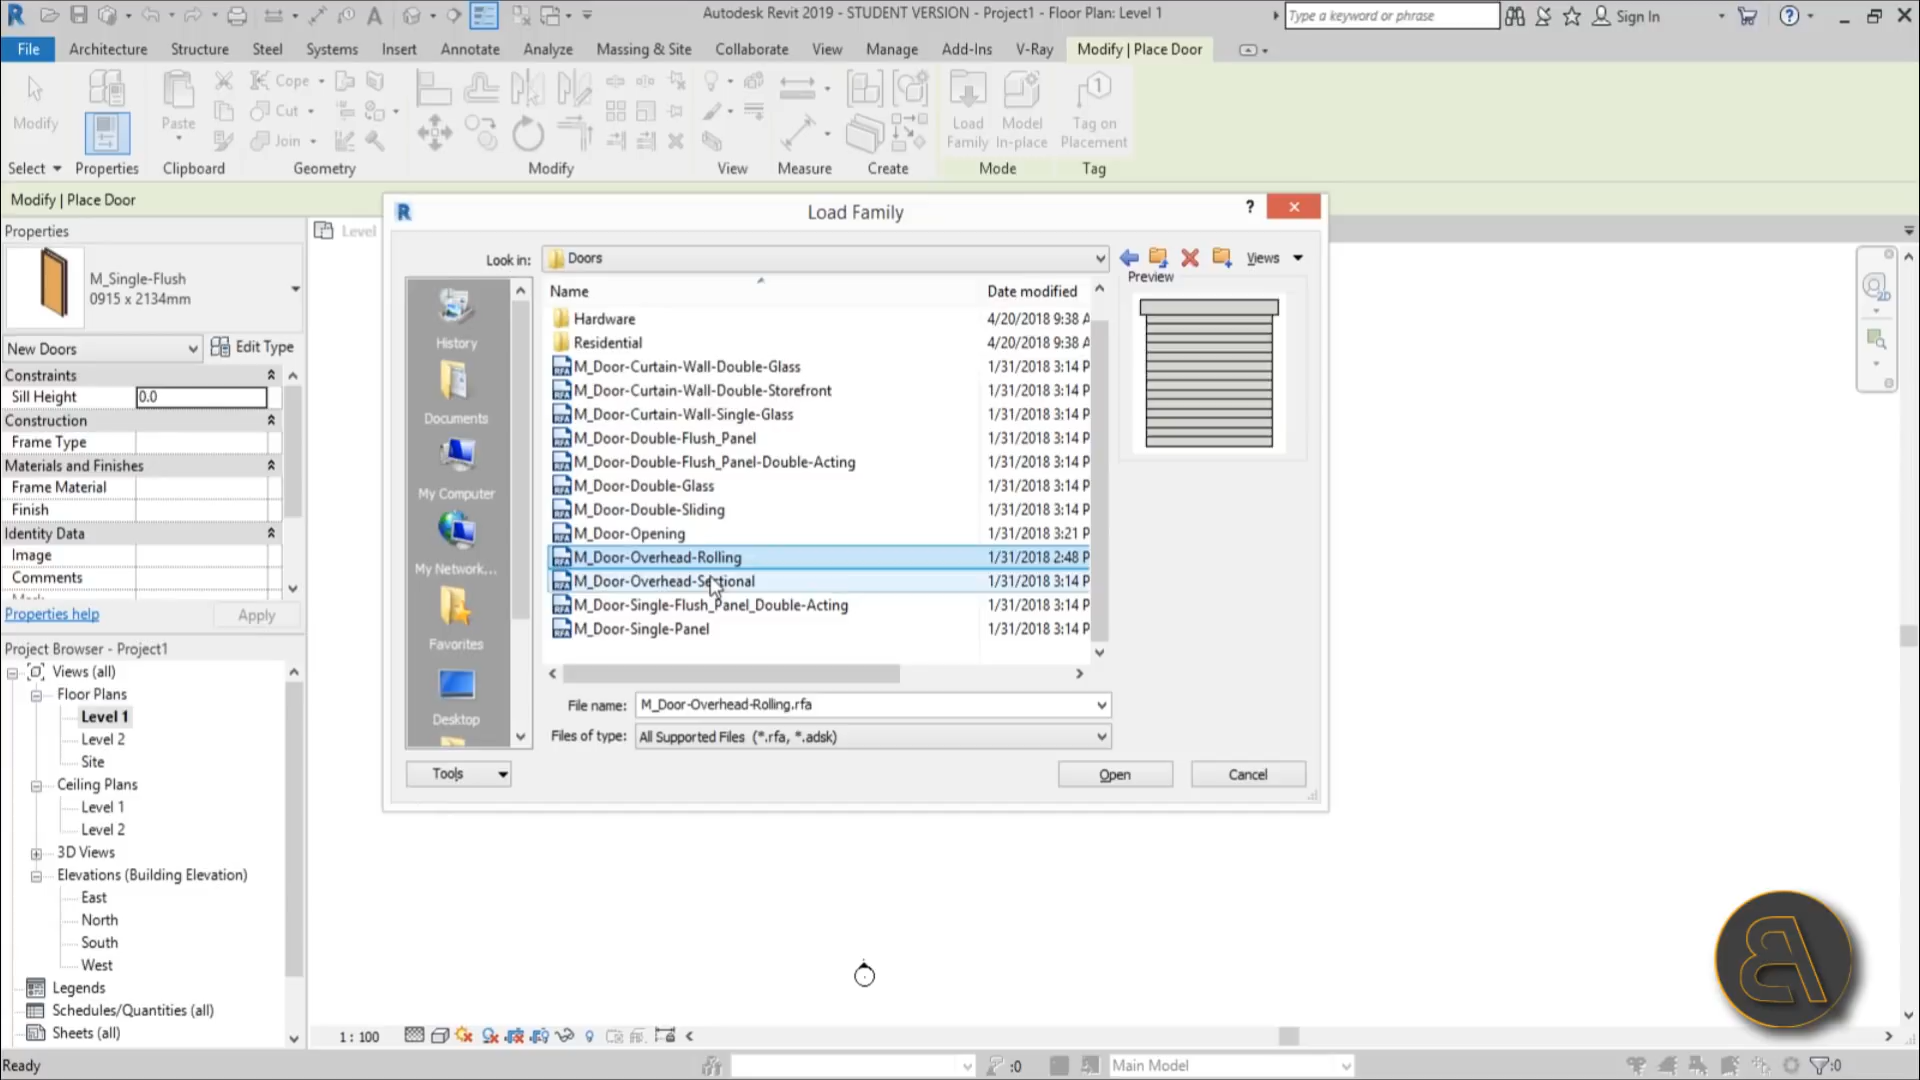 Autodesk Revit 2019 - STUDENT VERSION - Project1 - Floor Plan: Level 1
Type a keyword or phrase
Sign In
File Architecture Structure Steel Systems Insert Annotate Analyze Massing & Site Collaborate View Manage Add-Ins V-Ray Modify | Place Door
Modify
Paste
Cope
Cut
Join
Load Family
Model In-place
Tag on Placement
Select Properties Clipboard Geometry Modify View Measure Create Mode Tag
Modify | Place Door
Properties
M_Single-Flush
0915 x 2134mm
New Doors
Edit Type
Constraints
Sill Height 0.0
Construction
Frame Type
Materials and Finishes
Frame Material
Finish
Identity Data
Image
Comments
Properties help
Apply
Project Browser - Project1
Views (all)
Floor Plans
Level 1
Level 2
Site
Ceiling Plans
Level 1
Level 2
3D Views
Elevations (Building Elevation)
East
North
South
West
Legends
Schedules/Quantities (all)
Sheets (all)
Level
Load Family
?
Look in: Doors
Views
Preview
History
Documents
My Computer
My Network...
Favorites
Desktop
Name Date modified
Hardware 4/20/2018 9:38 A
Residential 4/20/2018 9:38 A
M_Door-Curtain-Wall-Double-Glass 1/31/2018 3:14 P
M_Door-Curtain-Wall-Double-Storefront 1/31/2018 3:14 P
M_Door-Curtain-Wall-Single-Glass 1/31/2018 3:14 P
M_Door-Double-Flush_Panel 1/31/2018 3:14 P
M_Door-Double-Flush_Panel-Double-Acting 1/31/2018 3:14 P
M_Door-Double-Glass 1/31/2018 3:14 P
M_Door-Double-Sliding 1/31/2018 3:14 P
M_Door-Opening 1/31/2018 3:21 P
M_Door-Overhead-Rolling 1/31/2018 2:48 P
M_Door-Overhead-Sectional 1/31/2018 3:14 P
M_Door-Single-Flush_Panel_Double-Acting 1/31/2018 3:14 P
M_Door-Single-Panel 1/31/2018 3:14 P
File name: M_Door-Overhead-Rolling.rfa
Files of type: All Supported Files (*.rfa, *.adsk)
Tools
Open
Cancel
1 : 100
Ready
:0
Main Model
:0